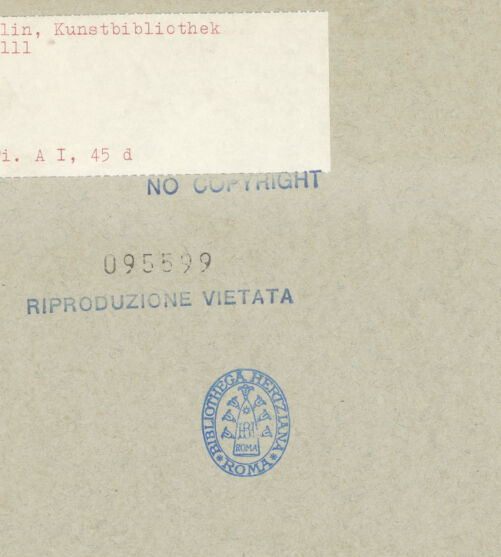 lin, Kunstbibliothek
111
i. A I, 45 d
NO COPYRIGHT
095599
RIPRODUZIONE VIETATA
BIBLIOTHECA HERTZIANA
ROMA
ROMA